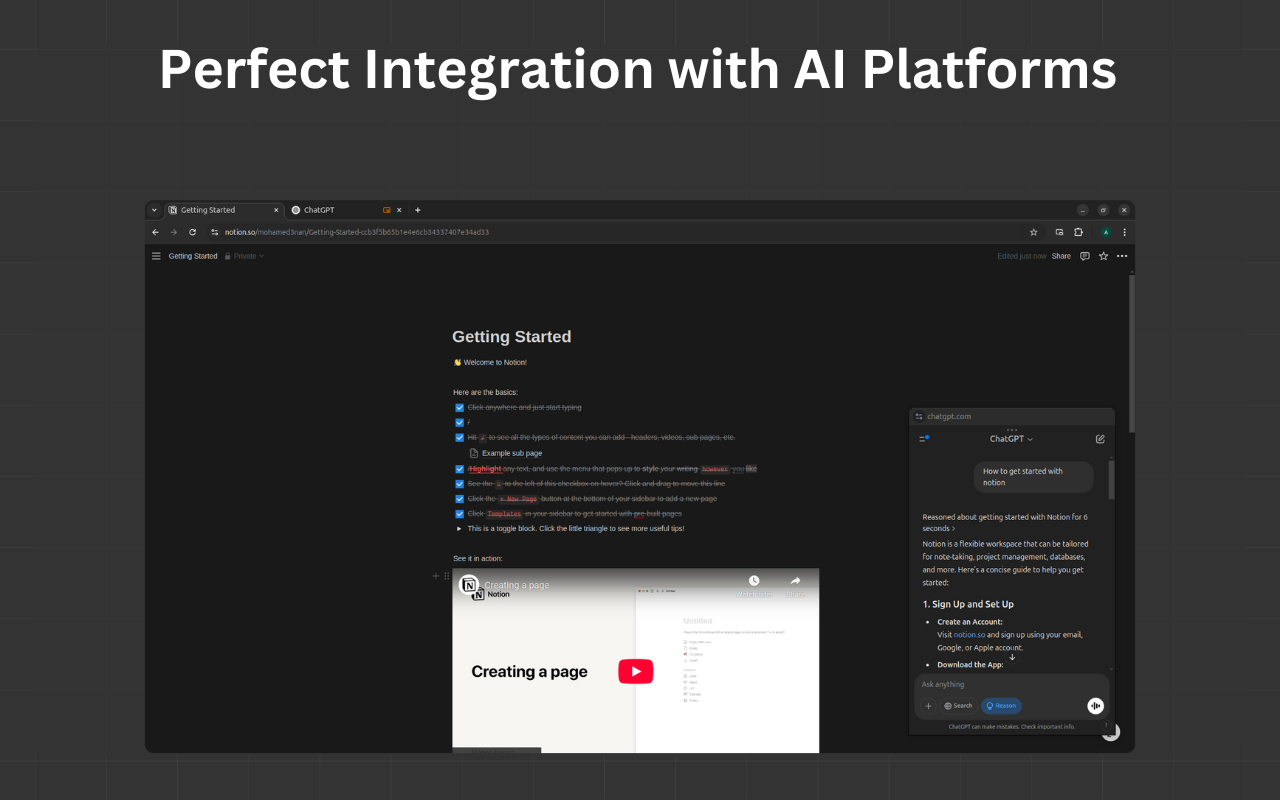 Perfect Integration with AI Platforms
Getting Started
ChatGPT
notion.so/mohamed3nan/Getting-Started-ccb3f5b65b1e4e6cb34337407e34ad33
A
Getting Started Private
Edited just now Share
Getting Started
👋 Welcome to Notion!
Here are the basics:
Click anywhere and just start typing
/
Hit / to see all the types of content you can add - headers, videos, sub pages, etc.
Example sub page
/Highlight any text, and use the menu that pops up to style your writing however you like
See the to the left of this checkbox on hover? Click and drag to move this line
Click the + New Page button at the bottom of your sidebar to add a new page
Click Templates in your sidebar to get started with pre-built pages
This is a toggle block. Click the little triangle to see more useful tips!
See it in action:
Creating a page
Notion
Share
Untitled
Creating a page
chatgpt.com
ChatGPT
How to get started with
notion
Reasoned about getting started with Notion for 6
seconds >
Notion is a flexible workspace that can be tailored
for note-taking, project management, databases,
and more. Here's a concise guide to help you get
started:
1. Sign Up and Set Up
• Create an Account:
Visit notion.so and sign up using your email,
Google, or Apple account.
• Download the App:
Ask anything
Search Reason
ChatGPT can make mistakes. Check important info.